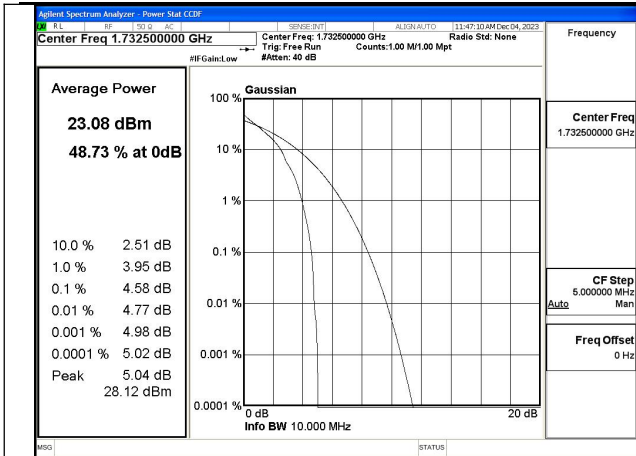 Agilent Spectrum Analyzer - Power Stat CCDF
RL RF 50 Ω AC SENSE:INT ALIGN AUTO 11:47:10 AM Dec 04, 2023
Center Freq 1.732500000 GHz
Center Freq: 1.732500000 GHz Radio Std: None
Trig: Free Run Counts:1.00 M/1.00 Mpt
#IFGain:Low #Atten: 40 dB
Frequency
Average Power
23.08 dBm
48.73 % at 0dB
10.0 % 2.51 dB
1.0 % 3.95 dB
0.1 % 4.58 dB
0.01 % 4.77 dB
0.001 % 4.98 dB
0.0001 % 5.02 dB
Peak 5.04 dB
28.12 dBm
Gaussian
100 %
10 %
1 %
0.1 %
0.01 %
0.001 %
0.0001 %
0 dB 20 dB
Info BW 10.000 MHz
Center Freq
1.732500000 GHz
CF Step
5.000000 MHz
Auto Man
Freq Offset
0 Hz
MSG STATUS